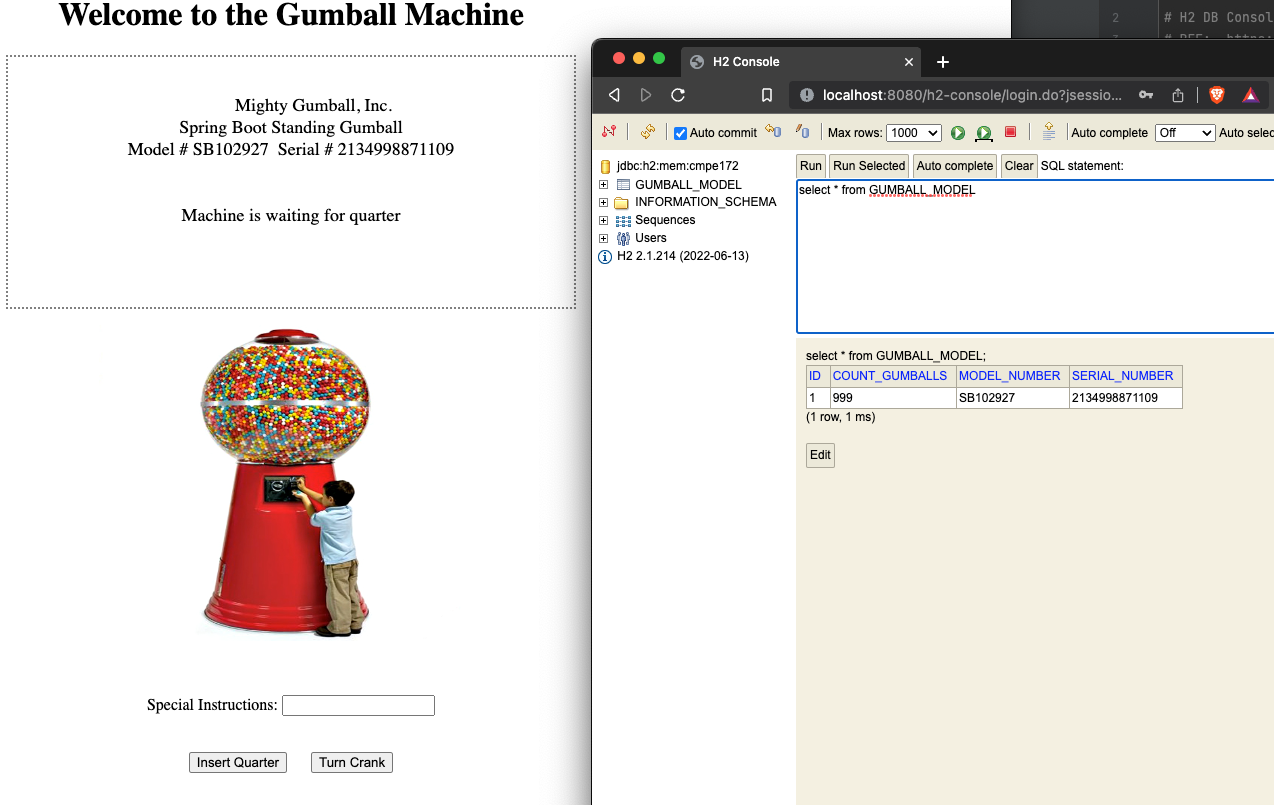 Welcome to the Gumball Machine
Mighty Gumball, Inc.
Spring Boot Standing Gumball
Model # SB102927 Serial # 2134998871109
Machine is waiting for quarter
Special Instructions:
Insert Quarter Turn Crank
2 # H2 DB Consol
H2 Console
localhost:8080/h2-console/login.do?jsessio...
Auto commit Max rows: 1000 Auto complete Off Auto selec
jdbc:h2:mem:cmpe172
GUMBALL_MODEL
INFORMATION_SCHEMA
Sequences
Users
H2 2.1.214 (2022-06-13)
Run Run Selected Auto complete Clear SQL statement:
select * from GUMBALL_MODEL
select * from GUMBALL_MODEL;
ID COUNT_GUMBALLS MODEL_NUMBER SERIAL_NUMBER
1 999 SB102927 2134998871109
(1 row, 1 ms)
Edit